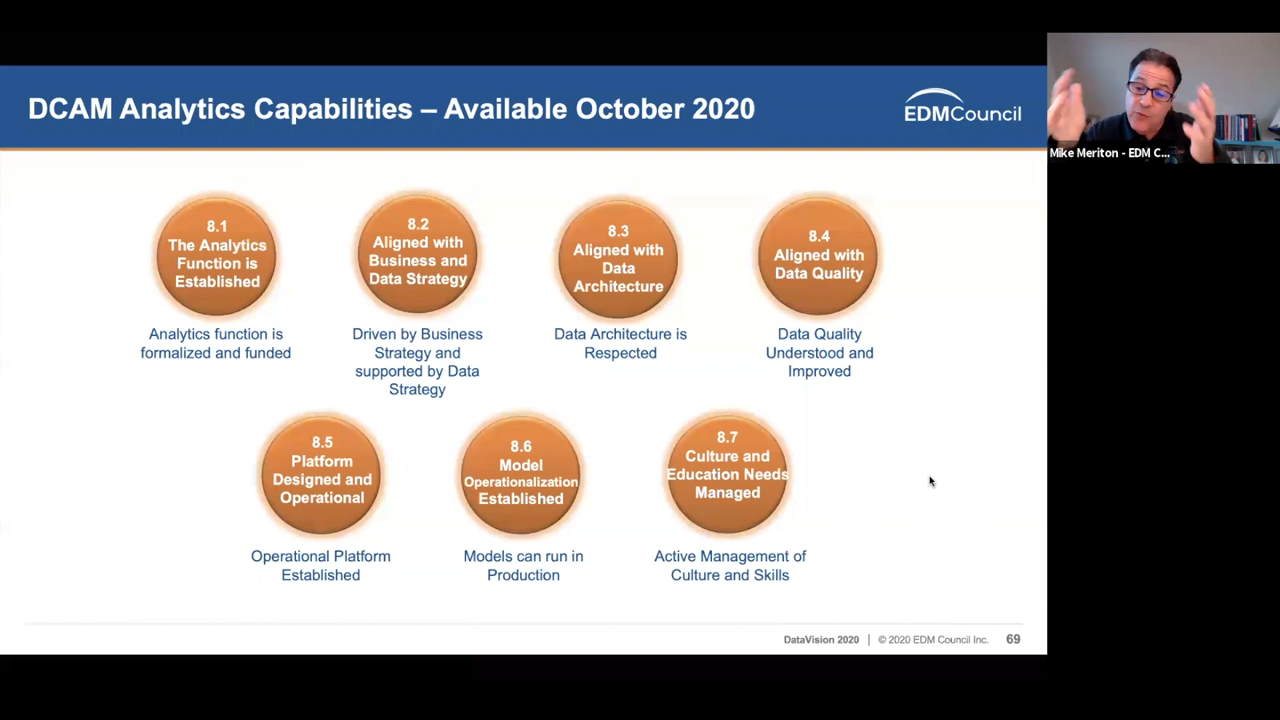 DCAM Analytics Capabilities – Available October 2020
EDMCouncil
Mike Meriton - EDM C...
8.1
The Analytics
Function is
Established
8.2
Aligned with
Business and
Data Strategy
8.3
Aligned with
Data
Architecture
8.4
Aligned with
Data Quality
Analytics function is
formalized and funded
Driven by Business
Strategy and
supported by Data
Strategy
Data Architecture is
Respected
Data Quality
Understood and
Improved
8.5
Platform
Designed and
Operational
8.6
Model
Operationalization
Established
8.7
Culture and
Education Needs
Managed
Operational Platform
Established
Models can run in
Production
Active Management of
Culture and Skills
DataVision 2020 | © 2020 EDM Council Inc. 69